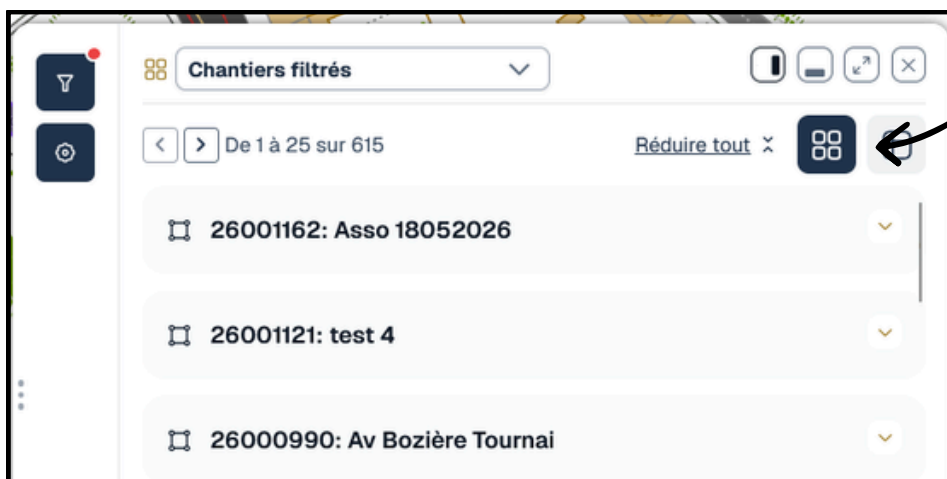 Chantiers filtrés
De 1 à 25 sur 615
Réduire tout
26001162: Asso 18052026
26001121: test 4
26000990: Av Bozière Tournai